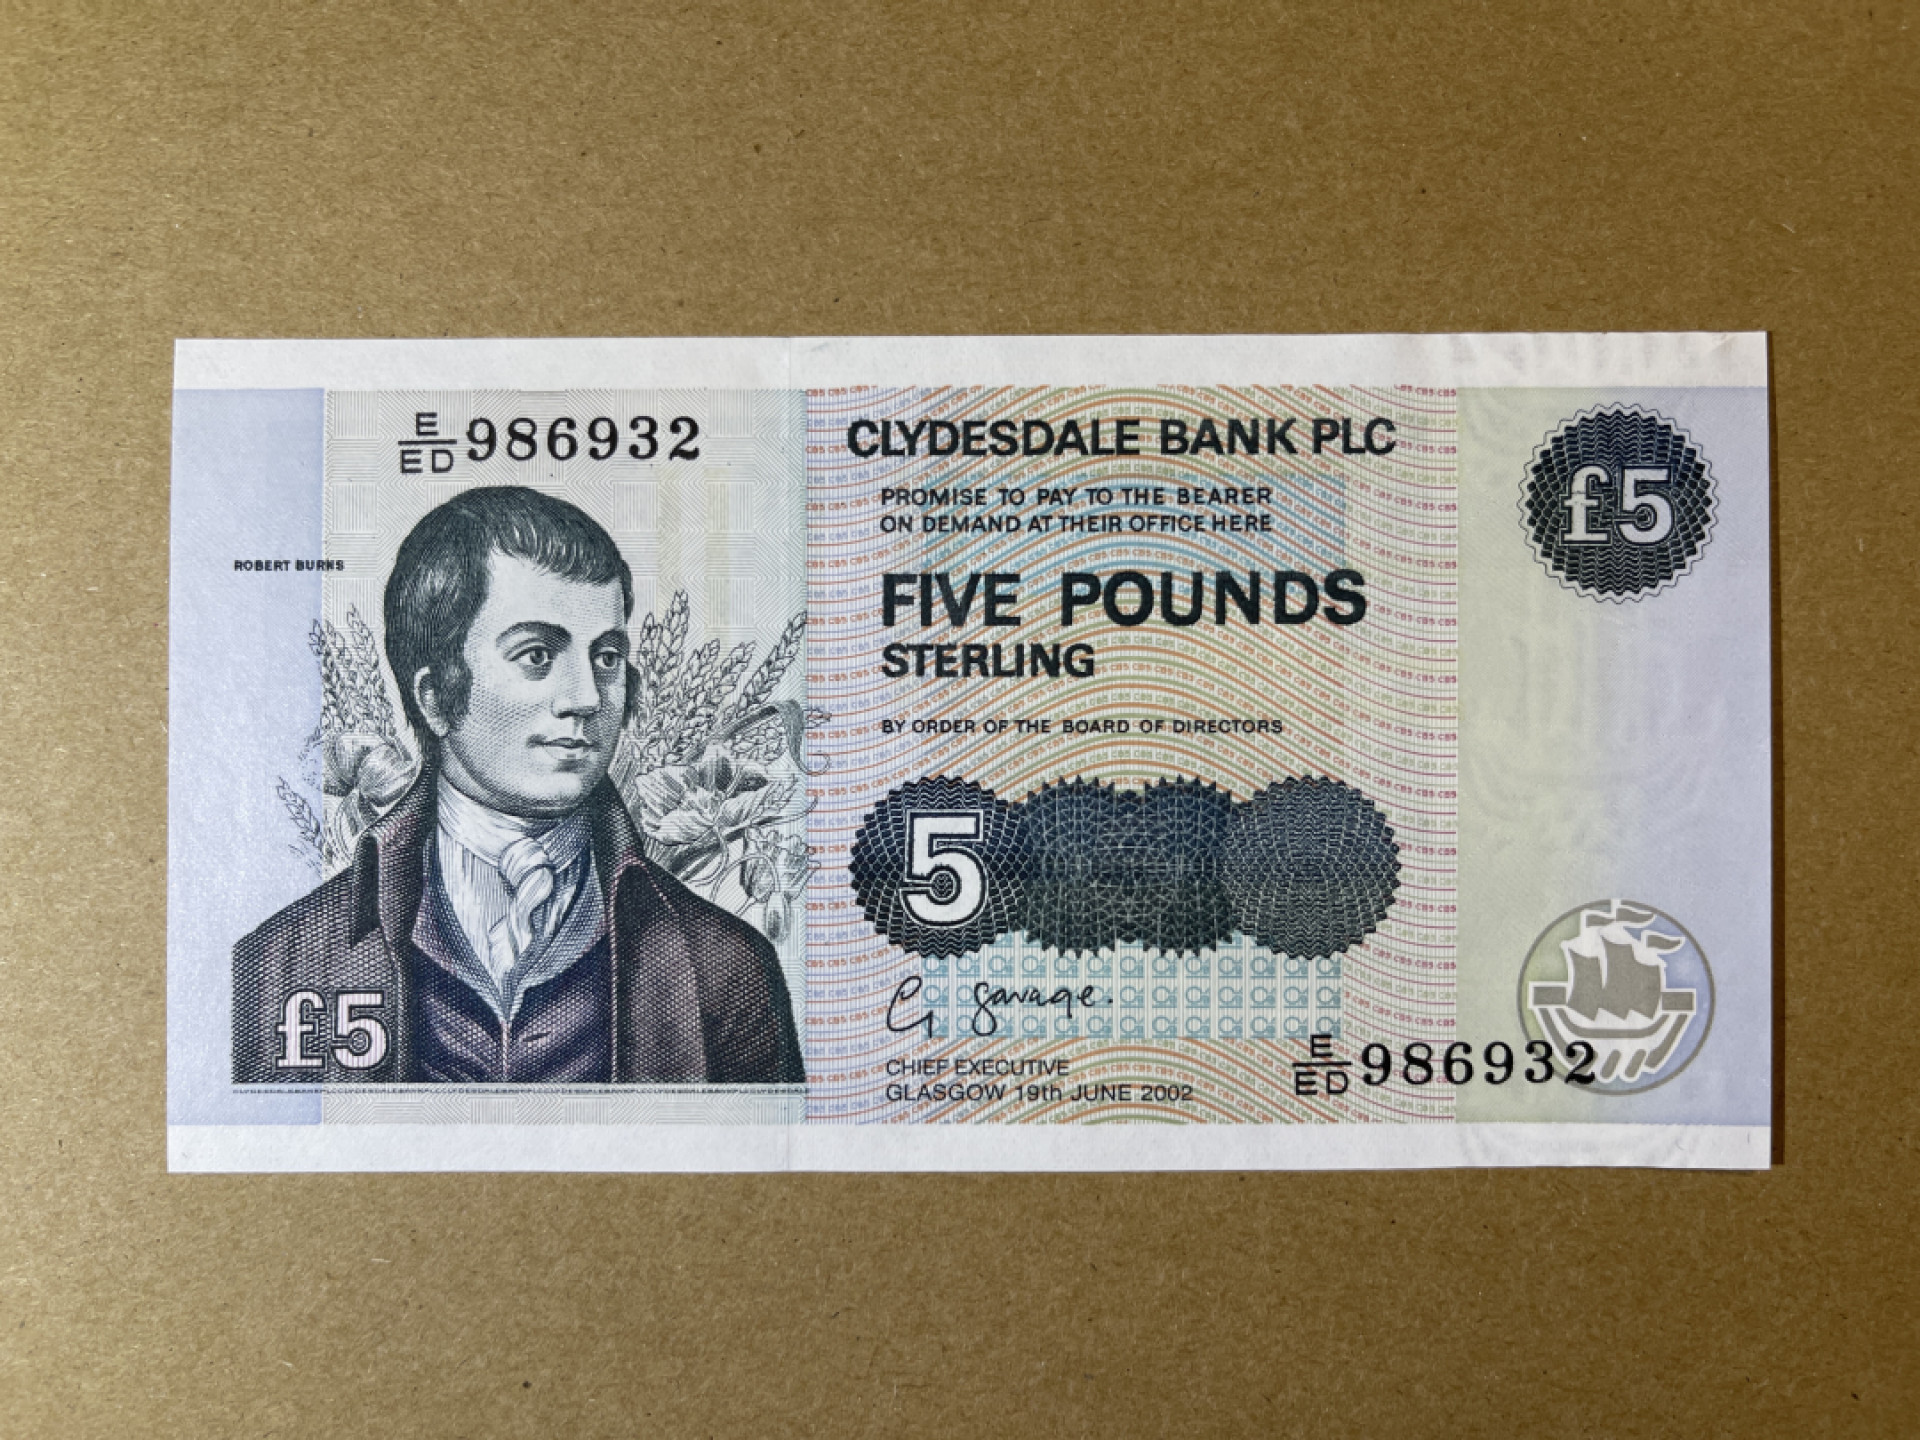 E/ED 986932
CLYDESDALE BANK PLC
£5
PROMISE TO PAY TO THE BEARER
ON DEMAND AT THEIR OFFICE HERE
ROBERT BURNS
FIVE POUNDS
STERLING
BY ORDER OF THE BOARD OF DIRECTORS
5
G Savage.
£5
CHIEF EXECUTIVE
GLASGOW 19th JUNE 2002
E/ED 986932